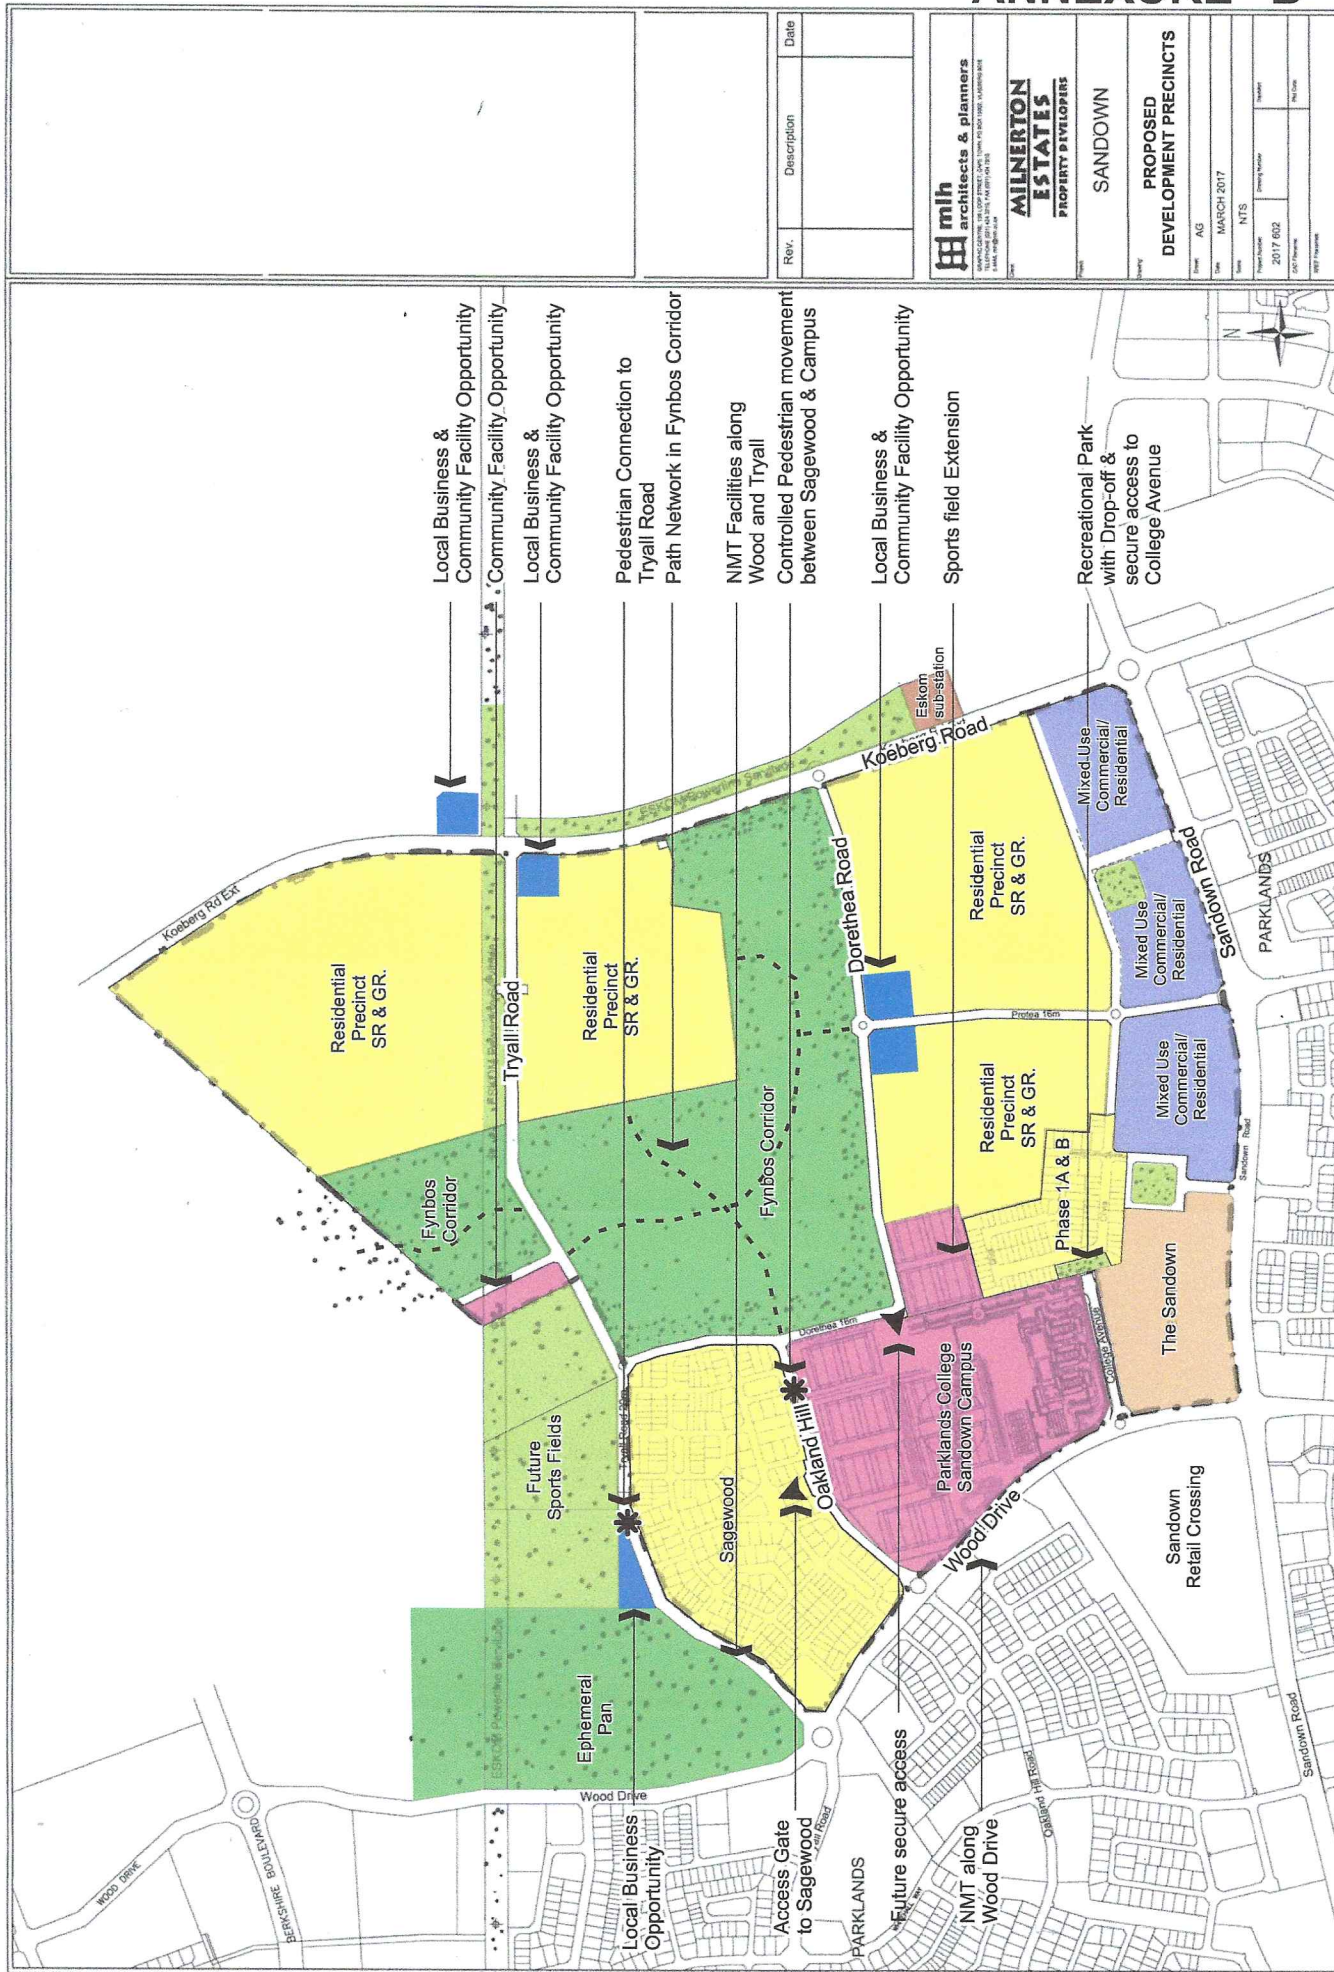 ANNEXURE
Rev.
Description
Date
mlh
architects & planners
MILNERTON
ESTATES
PROPERTY DEVELOPERS
SANDOWN
PROPOSED
DEVELOPMENT PRECINCTS
AG
MARCH 2017
NTS
2017 602
N
Local Business &
Community Facility Opportunity
Community Facility Opportunity
Local Business &
Community Facility Opportunity
Pedestrian Connection to
Tryall Road
Path Network in Fynbos Corridor
NMT Facilities along
Wood and Tryall
Controlled Pedestrian movement
between Sagewood & Campus
Local Business &
Community Facility Opportunity
Sports field Extension
Recreational Park
with Drop-off &
secure access to
College Avenue
Koeberg Rd Ext
Residential
Precinct
SR & GR.
Tryall Road
Residential
Precinct
SR & GR.
Fynbos
Corridor
Fynbos Corridor
Eskom
sub-station
Koeberg Road
Dorethea Road
Residential
Precinct
SR & GR.
Residential
Precinct
SR & GR.
Protea 16m
Mixed Use
Commercial/
Residential
Mixed Use
Commercial/
Residential
Mixed Use
Commercial/
Residential
Sandown Road
PARKLANDS
Sandown Road
Phase 1A & B
The Sandown
College Avenue
Dorethea 16m
Parklands College
Sandown Campus
Oakland Hill
Sagewood
Tryall Road 20m
Future
Sports Fields
Ephemeral
Pan
ESKOM Powerline Servitude
Wood Drive
Wood Drive
WOOD DRIVE
BERKSHIRE BOULEVARD
Sandown
Retail Crossing
Sandown Road
Oakland Hill Road
PARKLANDS
Local Business
Opportunity
Access Gate
to Sagewood
Future secure access
NMT along
Wood Drive